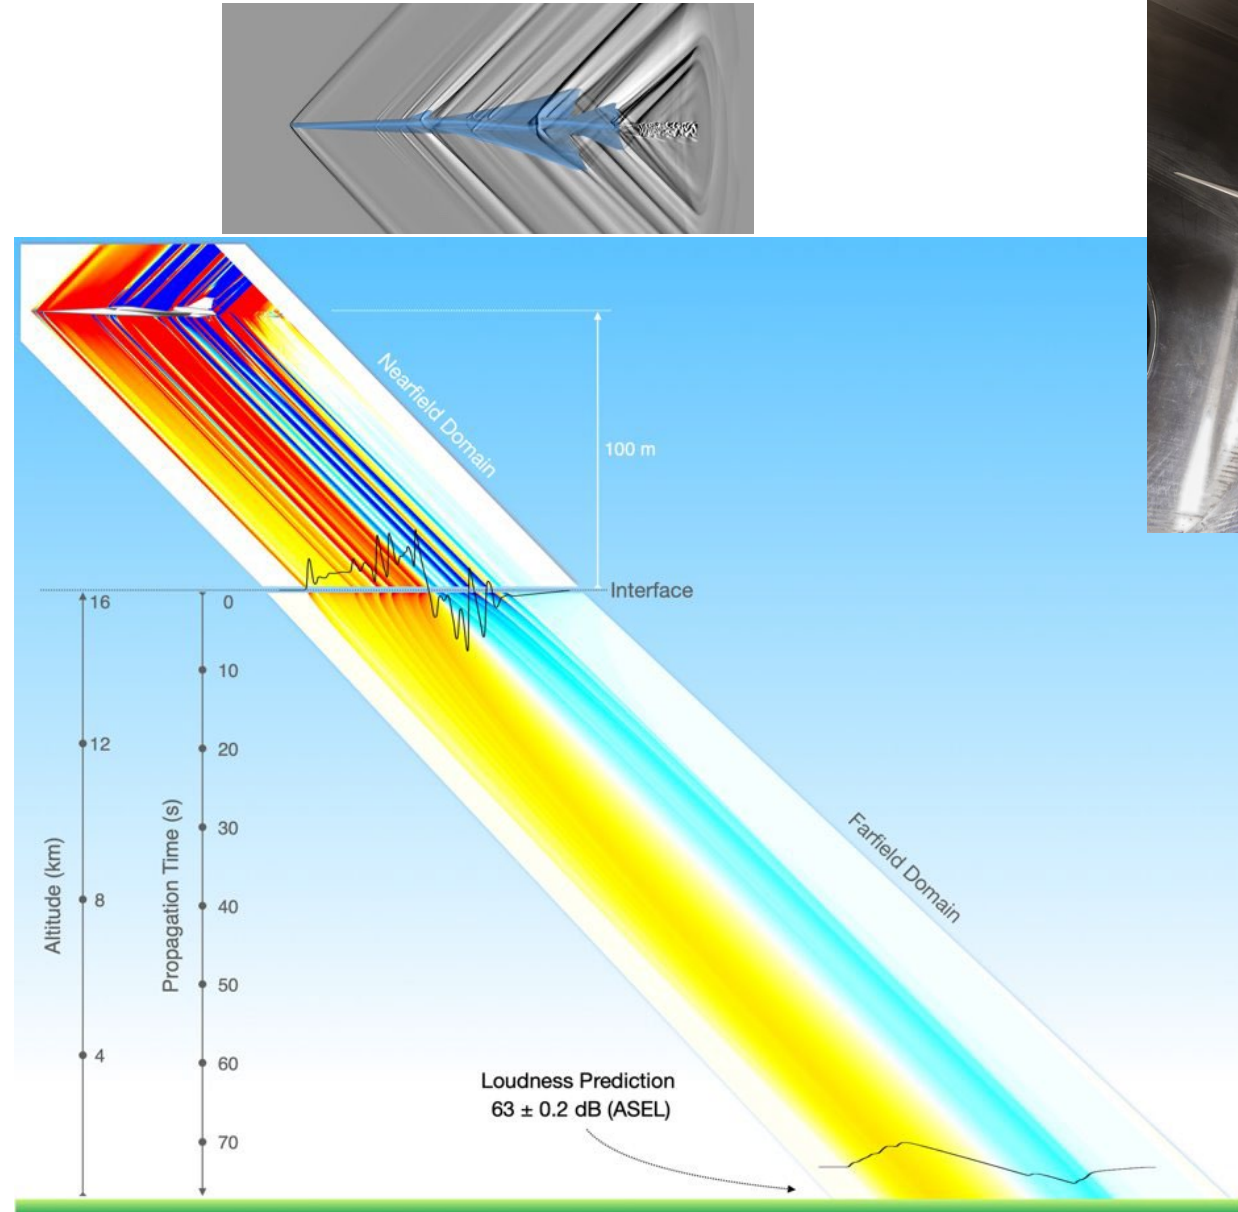 Nearfield Domain
100 m
Interface
16
0
10
12
20
30
8
40
50
4
60
70
Altitude (km)
Propagation Time (s)
Farfield Domain
Loudness Prediction
63 ± 0.2 dB (ASEL)